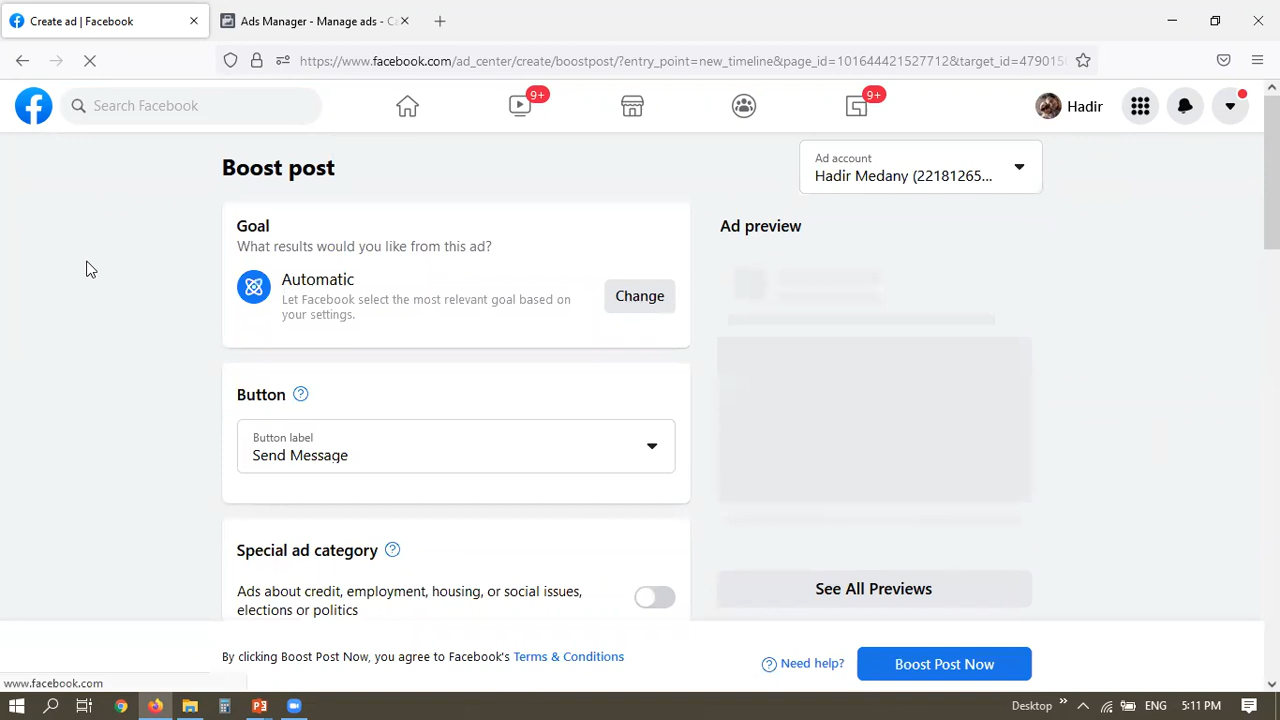 Create ad | Facebook
Ads Manager - Manage ads - Ca
https://www.facebook.com/ad_center/create/boostpost/?entry_point=new_timeline&page_id=101644421527712&target_id=4790150
Search Facebook
9+
9+
Hadir
Boost post
Ad account
Hadir Medany (22181265...
Goal
What results would you like from this ad?
Automatic
Let Facebook select the most relevant goal based on
your settings.
Change
Ad preview
Button
Button label
Send Message
Special ad category
Ads about credit, employment, housing, or social issues,
elections or politics
See All Previews
By clicking Boost Post Now, you agree to Facebook's Terms & Conditions
Need help?
Boost Post Now
www.facebook.com
Desktop
ENG
5:11 PM